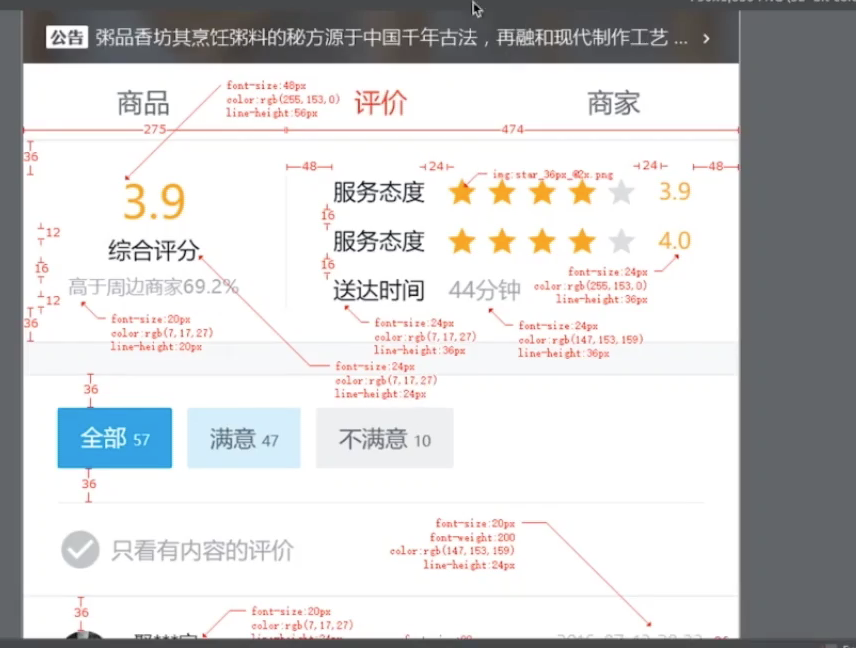 公告 粥品香坊其烹饪粥料的秘方源于中国千年古法，再融和现代制作工艺 ... ›
商品
font-size:48px
color:rgb(255,153,0)
line-height:56px
评价
商家
275
474
36
48
24
img:star_36px_@2x.png
24
48
3.9
服务态度
3.9
16
12
综合评分
服务态度
4.0
16
16
高于周边商家69.2%
送达时间
44分钟
font-size:24px
color:rgb(255,153,0)
line-height:36px
12
36
font-size:20px
color:rgb(7,17,27)
line-height:20px
font-size:24px
color:rgb(7,17,27)
line-height:36px
font-size:24px
color:rgb(147,153,159)
line-height:36px
font-size:24px
color:rgb(7,17,27)
line-height:24px
36
全部 57
满意 47
不满意 10
36
只看有内容的评价
font-size:20px
font-weight:200
color:rgb(147,153,159)
line-height:24px
36
font-size:20px
color:rgb(7,17,27)